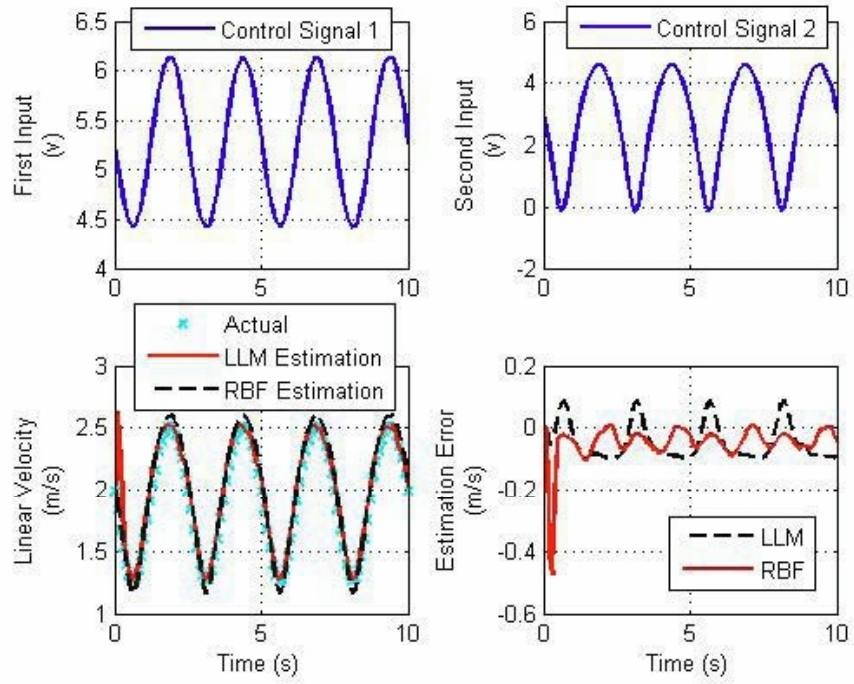 Control Signal 1
6.5
6
5.5
5
4.5
4
First Input
(v)
0
5
10
Control Signal 2
6
4
2
0
-2
Second Input
(v)
0
5
10
Actual
LLM Estimation
RBF Estimation
3
2.5
2
1.5
1
Linear Velocity
(m/s)
0
5
10
Time (s)
0.2
0
-0.2
-0.4
-0.6
Estimation Error
(m/s)
LLM
RBF
0
5
10
Time (s)